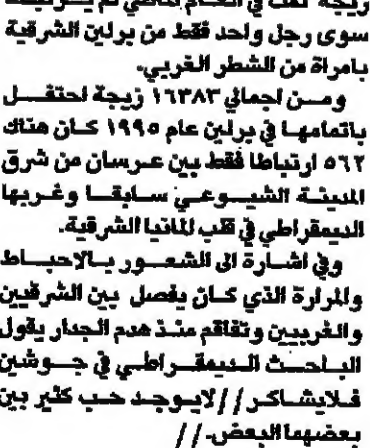 سوى رجل واحد فقط من برلين الشرقية
بامراة من الشطر الغربي.
ومن اجمالي ١٦٣٨٣ زيجة احتفل
باتمامها في برلين عام ١٩٩٥ كان هناك
٥٦٢ ارتباطا فقط بين عرسان من شرق
المدينة الشيوعي سابقا وغربها
الديمقراطي في قلب المانيا الشرقية.
وفي اشارة الى الشعور بالاحباط
والمرارة الذي كان يفصل بين الشرقيين
والغربيين وتفاقم منذ هدم الجدار يقول
الباحث الديمقراطي في جوشين
فلايشاكر //لايوجد حب كثير بين
بعضهما البعض.//